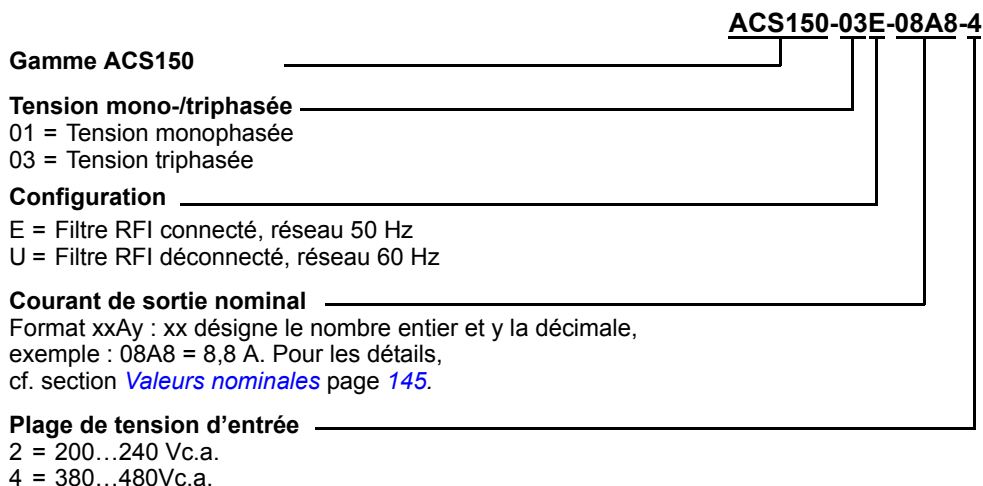 ACS150-03E-08A8-4
Gamme ACS150
Tension mono-/triphasée
01 = Tension monophasée
03 = Tension triphasée
Configuration
E = Filtre RFI connecté, réseau 50 Hz
U = Filtre RFI déconnecté, réseau 60 Hz
Courant de sortie nominal
Format xxAy : xx désigne le nombre entier et y la décimale,
exemple : 08A8 = 8,8 A. Pour les détails,
cf. section Valeurs nominales page 145.
Plage de tension d’entrée
2 = 200…240 Vc.a.
4 = 380…480Vc.a.